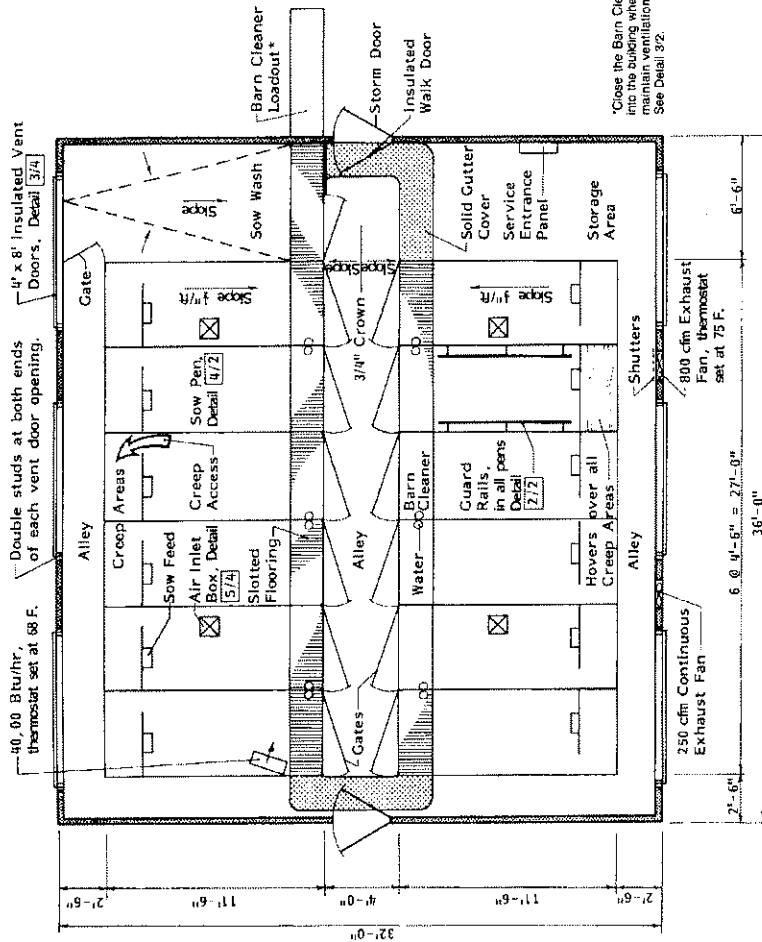 40,00 Btu/hr,
thermostat set at 68 F.
Double studs at both ends
of each vent door opening.
4' x 8' Insulated Vent
Doors, Detail 3/4
Alley
Gate
Creep Areas
Sow Feed
Air Inlet
Box, Detail
5/4
Slotted
Flooring
Creep
Access
Sow Pen,
Detail 4/2
Slope
"/ft
Slope
Sow Wash
Barn Cleaner
Loadout*
Storm Door
Insulated
Walk Door
Gates
Alley
3/4" Crown
Slope
Slope
Water
Barn
Cleaner
Solid Gutter
Cover
Service
Entrance
Panel
Storage
Area
Guard
Rails,
in all pens
Detail
2/2
Slope
"/ft
Hovers over all
Creep Areas
Alley
Shutters
250 cfm Continuous
Exhaust Fan
800 cfm Exhaust
Fan, thermostat
set at 75 F.
*Close the Barn Cle
into the building whe
maintain ventilation
See Detail 3/2.
2'-6"
11'-6"
4'-0"
11'-6"
2'-6"
32'-0"
2'-6"
6 @ 4'-6" = 27'-0"
6'-6"
36'-0"